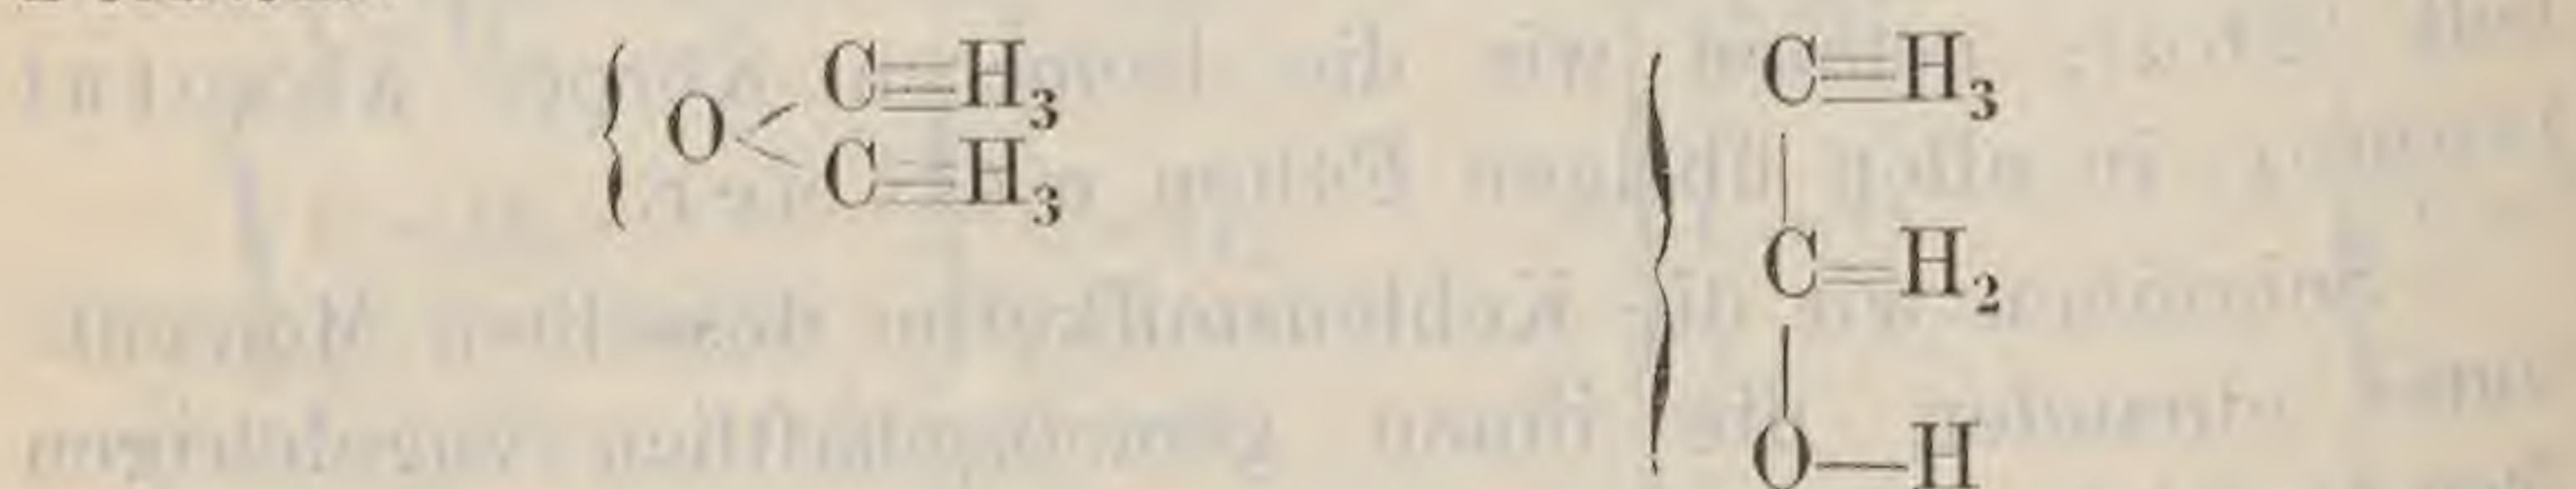 { O < C≡H₃ { C≡H₃
C≡H₃
C=H₂
O—H